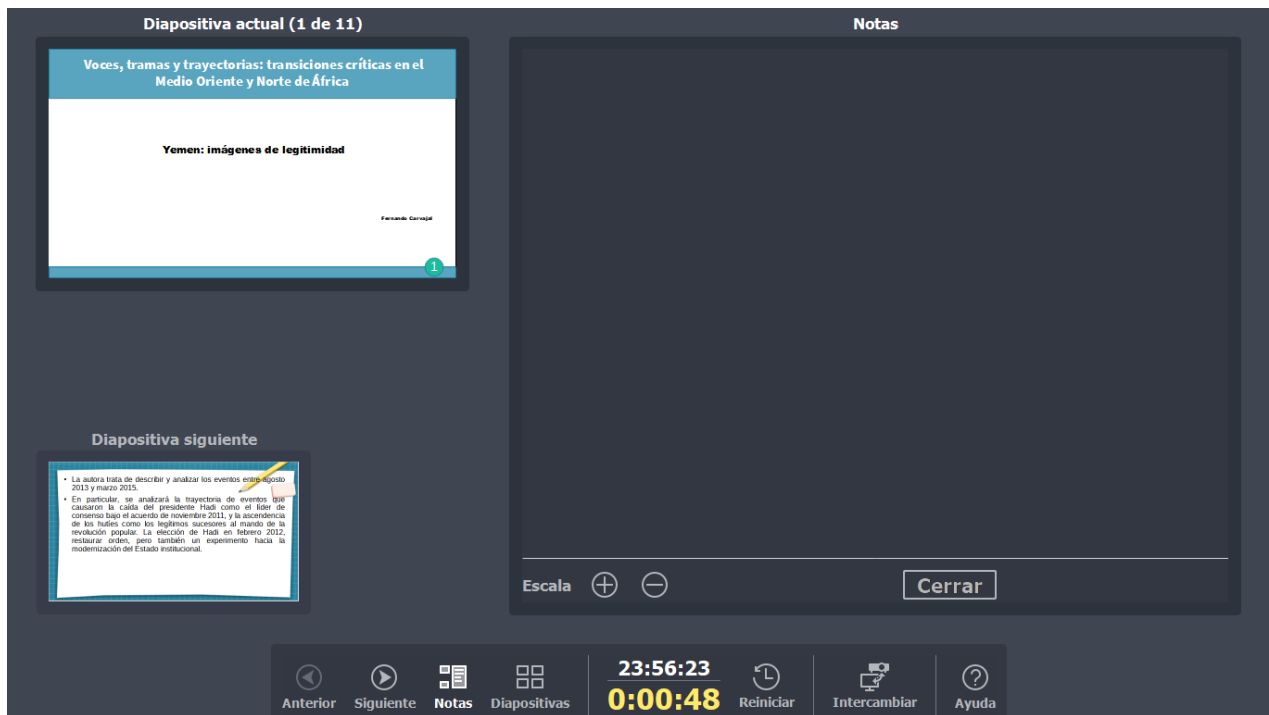 Diapositiva actual (1 de 11)
Voces, tramas y trayectorias: transiciones críticas en el
Medio Oriente y Norte de África
Yemen: imágenes de legitimidad
Fernando Carvajal
1
Diapositiva siguiente
• La autora trata de describir y analizar los eventos entre agosto
2013 y marzo 2015.
• En particular, se analizará la trayectoria de eventos que
causaron la caída del presidente Hadi como el líder de
consenso bajo el acuerdo de noviembre 2011, y la ascendencia
de los hutíes como los legítimos sucesores al mando de la
revolución popular. La elección de Hadi en febrero 2012,
restaurar orden, pero también un experimento hacia la
modernización del Estado institucional.
Notas
Escala
Cerrar
Anterior
Siguiente
Notas
Diapositivas
23:56:23
0:00:48
Reiniciar
Intercambiar
Ayuda